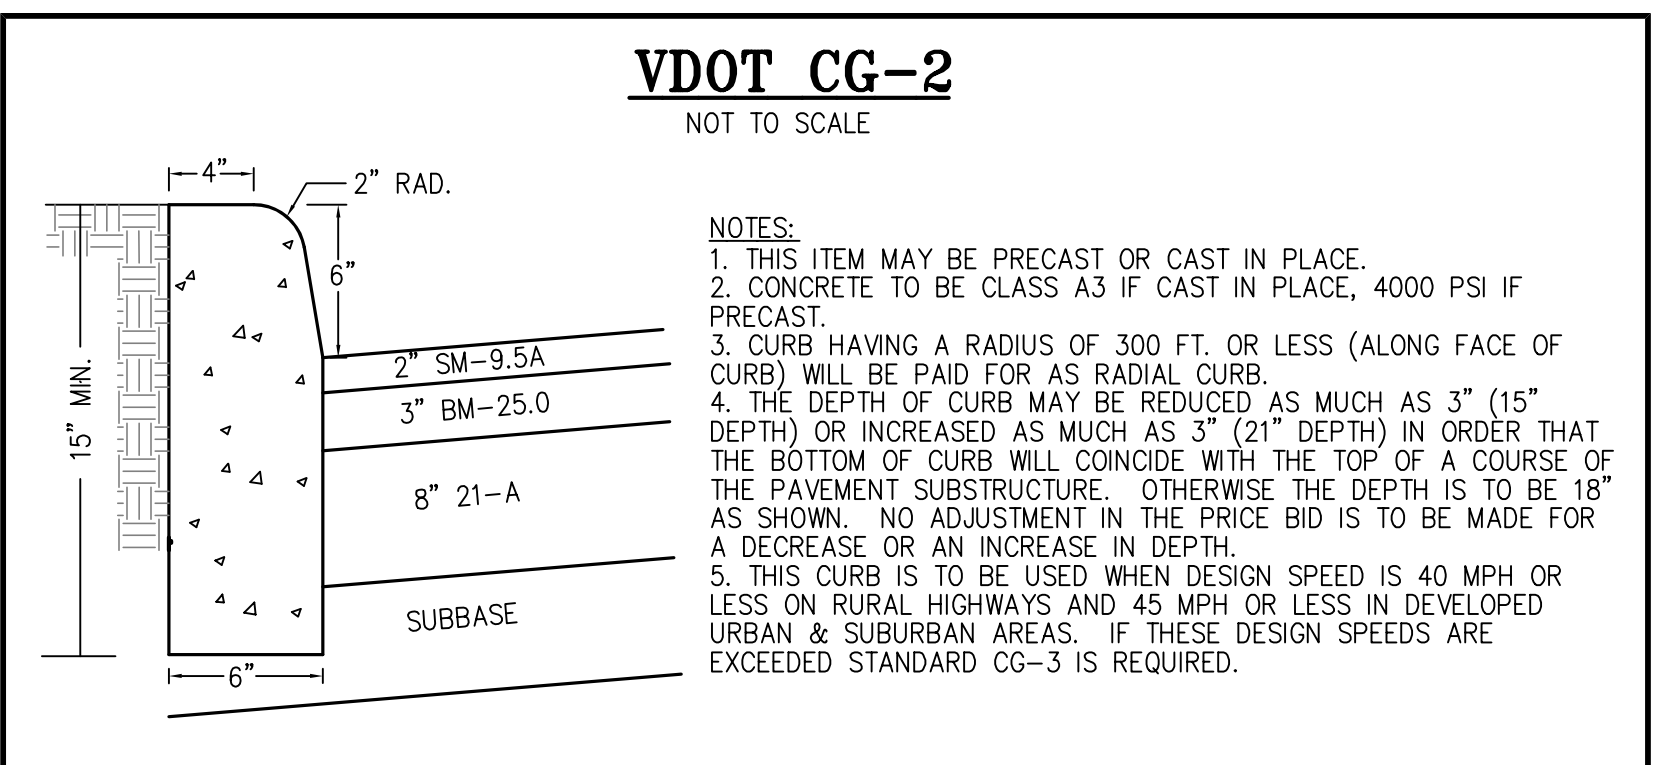 VDOT CG-2
NOT TO SCALE
4"
2" RAD.
6"
15" MIN.
2" SM-9.5A
3" BM-25.0
8" 21-A
SUBBASE
6"
NOTES:
1. THIS ITEM MAY BE PRECAST OR CAST IN PLACE.
2. CONCRETE TO BE CLASS A3 IF CAST IN PLACE, 4000 PSI IF
PRECAST.
3. CURB HAVING A RADIUS OF 300 FT. OR LESS (ALONG FACE OF
CURB) WILL BE PAID FOR AS RADIAL CURB.
4. THE DEPTH OF CURB MAY BE REDUCED AS MUCH AS 3" (15"
DEPTH) OR INCREASED AS MUCH AS 3" (21" DEPTH) IN ORDER THAT
THE BOTTOM OF CURB WILL COINCIDE WITH THE TOP OF A COURSE OF
THE PAVEMENT SUBSTRUCTURE. OTHERWISE THE DEPTH IS TO BE 18"
AS SHOWN. NO ADJUSTMENT IN THE PRICE BID IS TO BE MADE FOR
A DECREASE OR AN INCREASE IN DEPTH.
5. THIS CURB IS TO BE USED WHEN DESIGN SPEED IS 40 MPH OR
LESS ON RURAL HIGHWAYS AND 45 MPH OR LESS IN DEVELOPED
URBAN & SUBURBAN AREAS. IF THESE DESIGN SPEEDS ARE
EXCEEDED STANDARD CG-3 IS REQUIRED.